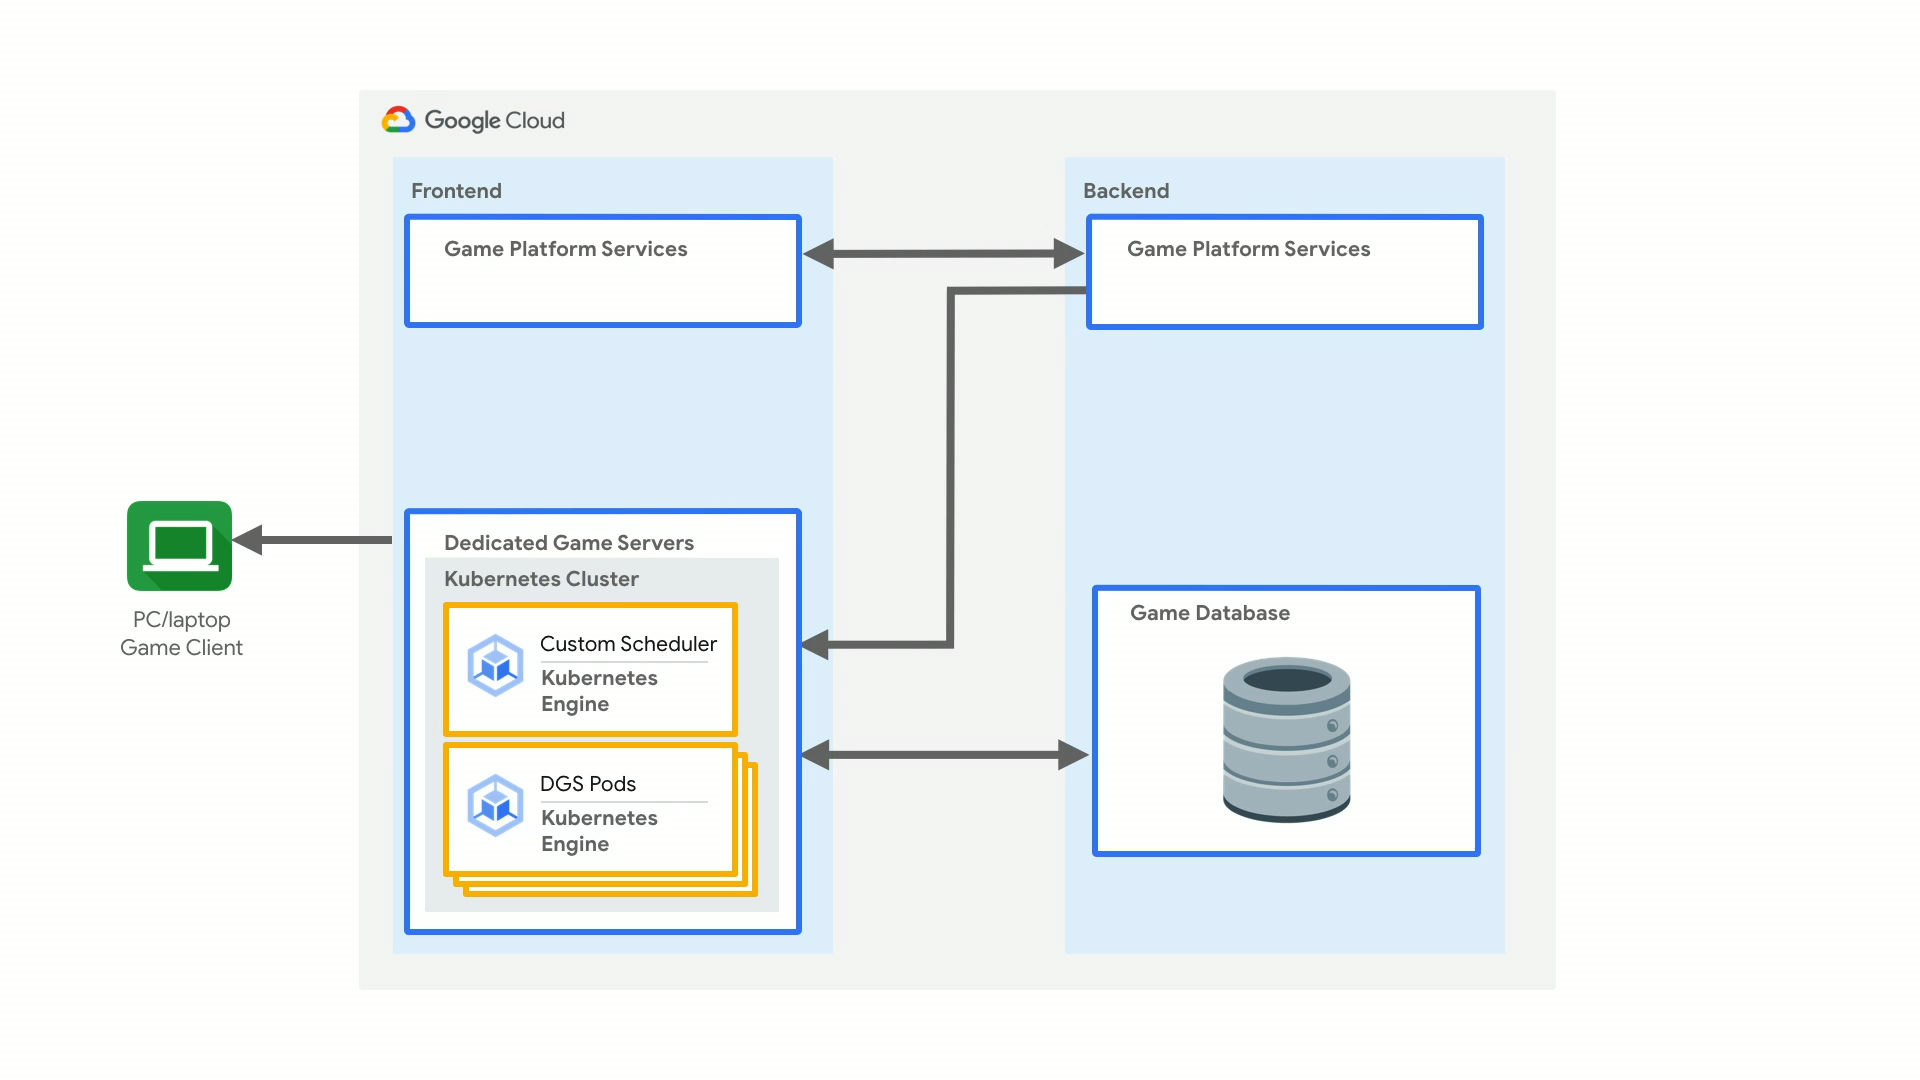 Google Cloud
Frontend
Game Platform Services
Backend
Game Platform Services
PC/laptop
Game Client
Dedicated Game Servers
Kubernetes Cluster
Custom Scheduler
Kubernetes
Engine
DGS Pods
Kubernetes
Engine
Game Database